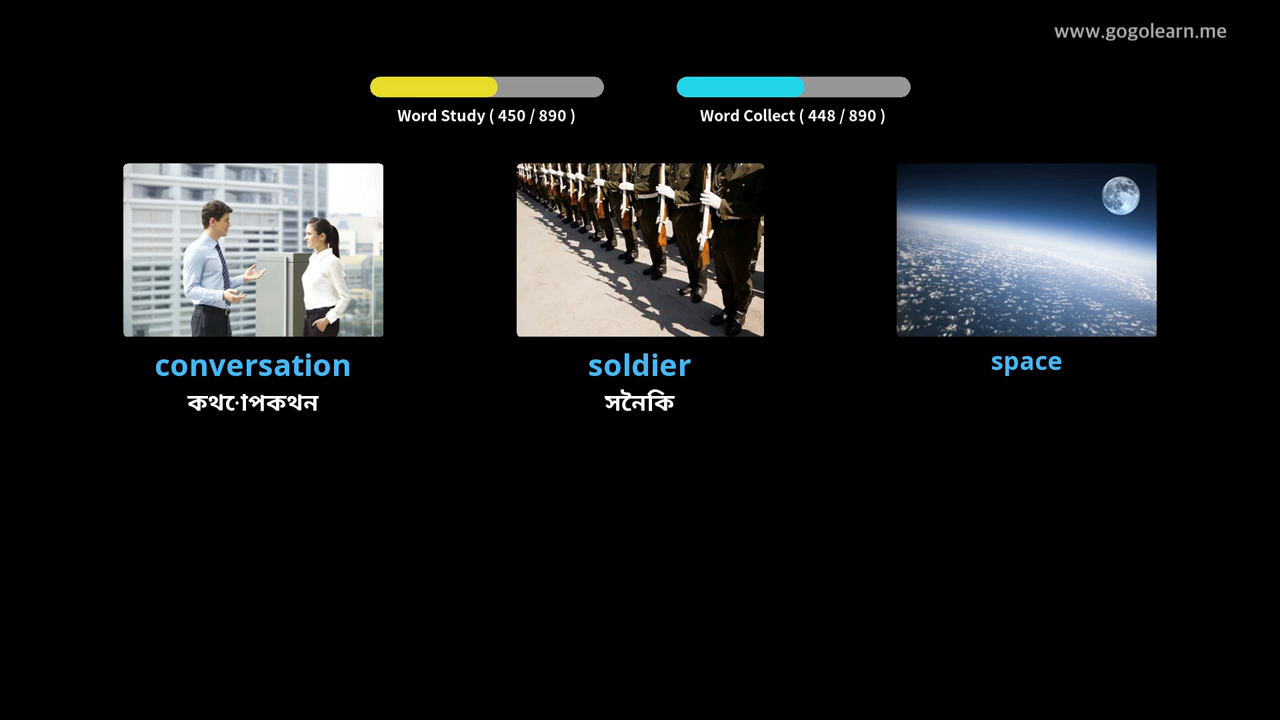 www.gogolearn.me
Word Study ( 450 / 890 )
Word Collect ( 448 / 890 )
conversation
কথোপকথন
soldier
সৈনিক
space